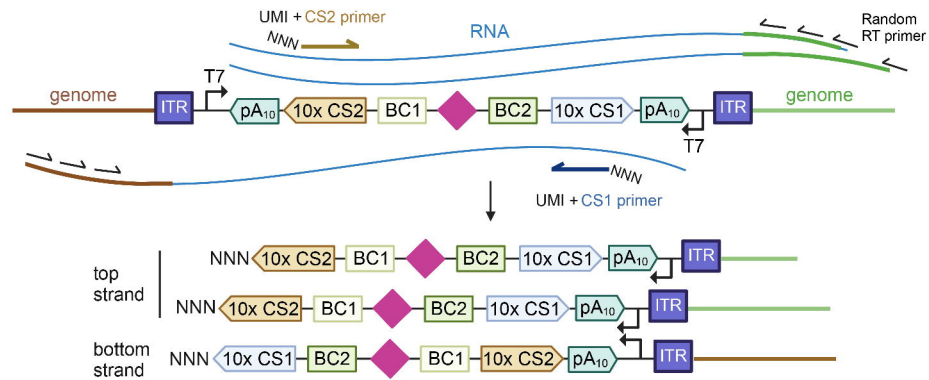 UMI + CS2 primer
NNN
RNA
Random
RT primer
genome
ITR
T7
pA10
10x CS2
BC1
BC2
10x CS1
pA10
T7
ITR
genome
NNN
UMI + CS1 primer
top
strand
NNN 10x CS2 BC1 BC2 10x CS1 pA10 ITR
NNN 10x CS2 BC1 BC2 10x CS1 pA10 ITR
bottom
strand
NNN 10x CS1 BC2 BC1 10x CS2 pA10 ITR